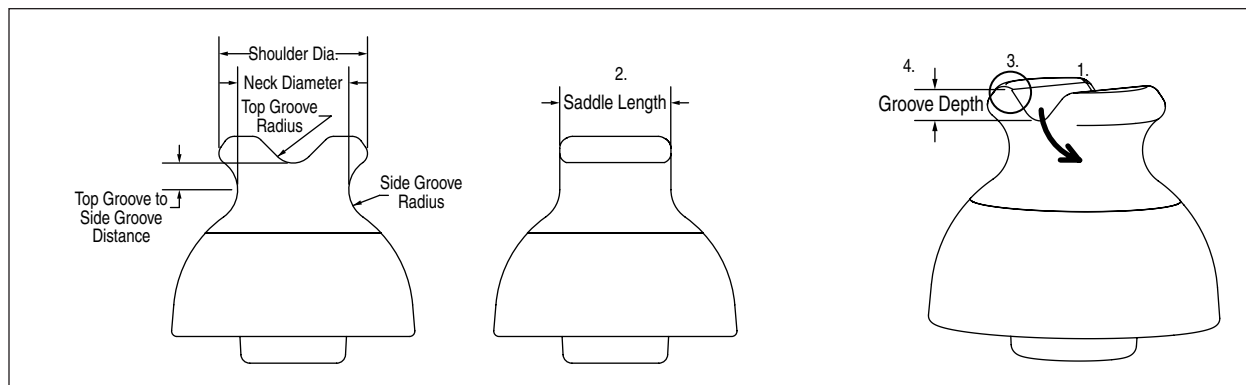 Shoulder Dia.
Neck Diameter
Top Groove
Radius
Top Groove to
Side Groove
Distance
Side Groove
Radius
2.
Saddle Length
4.
3.
1.
Groove Depth